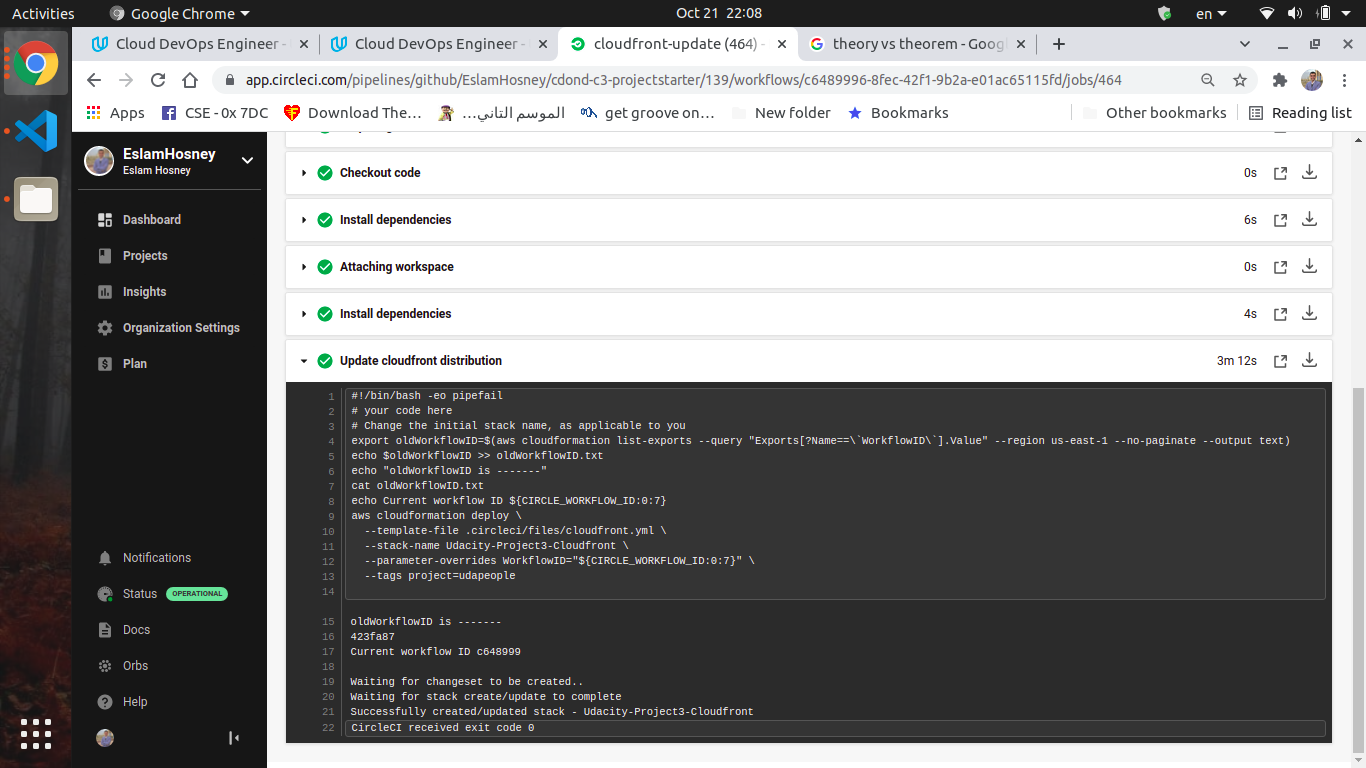 Activities
Google Chrome
Oct 21 22:08
en
Cloud DevOps Engineer -
Cloud DevOps Engineer -
cloudfront-update (464) -
theory vs theorem - Goog
app.circleci.com/pipelines/github/EslamHosney/cdond-c3-projectstarter/139/workflows/c6489996-8fec-42f1-9b2a-e01ac65115fd/jobs/464
Apps
CSE - 0x 7DC
Download The…
الموسم التاني…
get groove on…
New folder
Bookmarks
Other bookmarks
Reading list
EslamHosney
Eslam Hosney
Dashboard
Projects
Insights
Organization Settings
Plan
Notifications
Status OPERATIONAL
Docs
Orbs
Help
Checkout code 0s
Install dependencies 6s
Attaching workspace 0s
Install dependencies 4s
Update cloudfront distribution 3m 12s
1 #!/bin/bash -eo pipefail
2 # your code here
3 # Change the initial stack name, as applicable to you
4 export oldWorkflowID=$(aws cloudformation list-exports --query "Exports[?Name==\`WorkflowID\`].Value" --region us-east-1 --no-paginate --output text)
5 echo $oldWorkflowID >> oldWorkflowID.txt
6 echo "oldWorkflowID is -------"
7 cat oldWorkflowID.txt
8 echo Current workflow ID ${CIRCLE_WORKFLOW_ID:0:7}
9 aws cloudformation deploy \
10 --template-file .circleci/files/cloudfront.yml \
11 --stack-name Udacity-Project3-Cloudfront \
12 --parameter-overrides WorkflowID="${CIRCLE_WORKFLOW_ID:0:7}" \
13 --tags project=udapeople
14
15 oldWorkflowID is -------
16 423fa87
17 Current workflow ID c648999
18
19 Waiting for changeset to be created..
20 Waiting for stack create/update to complete
21 Successfully created/updated stack - Udacity-Project3-Cloudfront
22 CircleCI received exit code 0